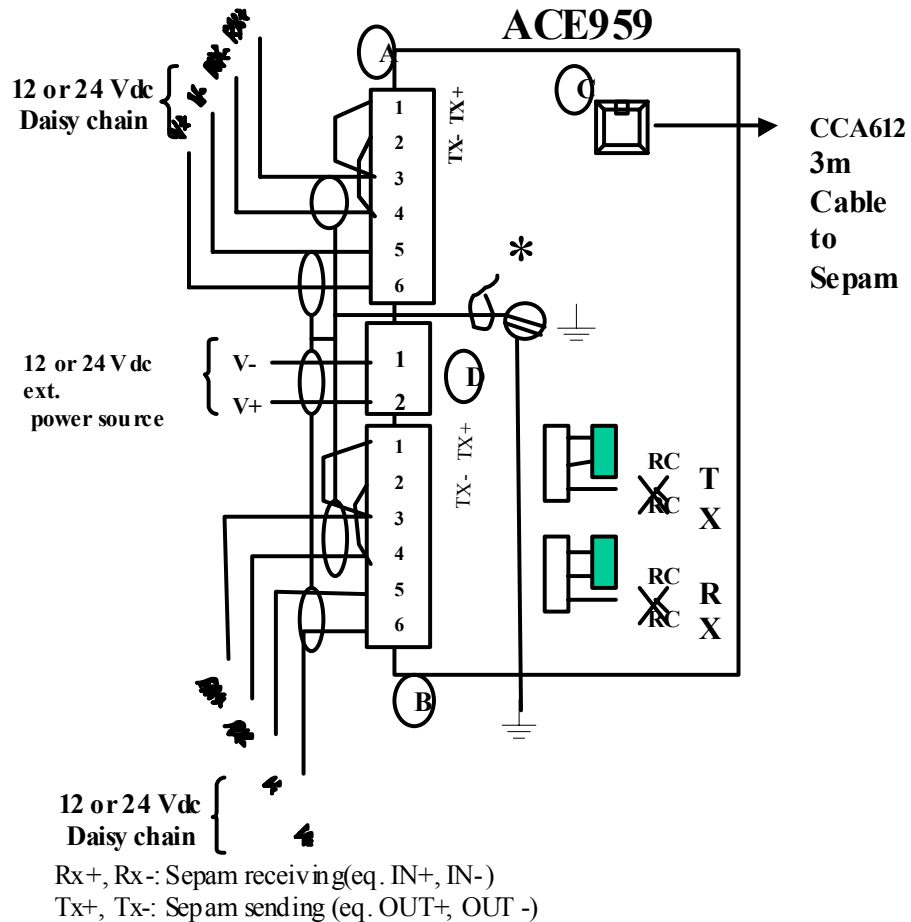 ACE959
A
12 or 24 Vdc
Daisy chain
1
2
3
4
5
6
TX- TX+
C
CCA612
3m
Cable
to
Sepam
*
12 or 24 Vdc
ext.
power source
V-
V+
1
2
D
1
2
3
4
5
6
TX- TX+
RC
RC
T
X
RC
RC
R
X
B
12 or 24 Vdc
Daisy chain
Rx+, Rx-: Sepam receiving(eq. IN+, IN-)
Tx+, Tx-: Sepam sending (eq. OUT+, OUT -)